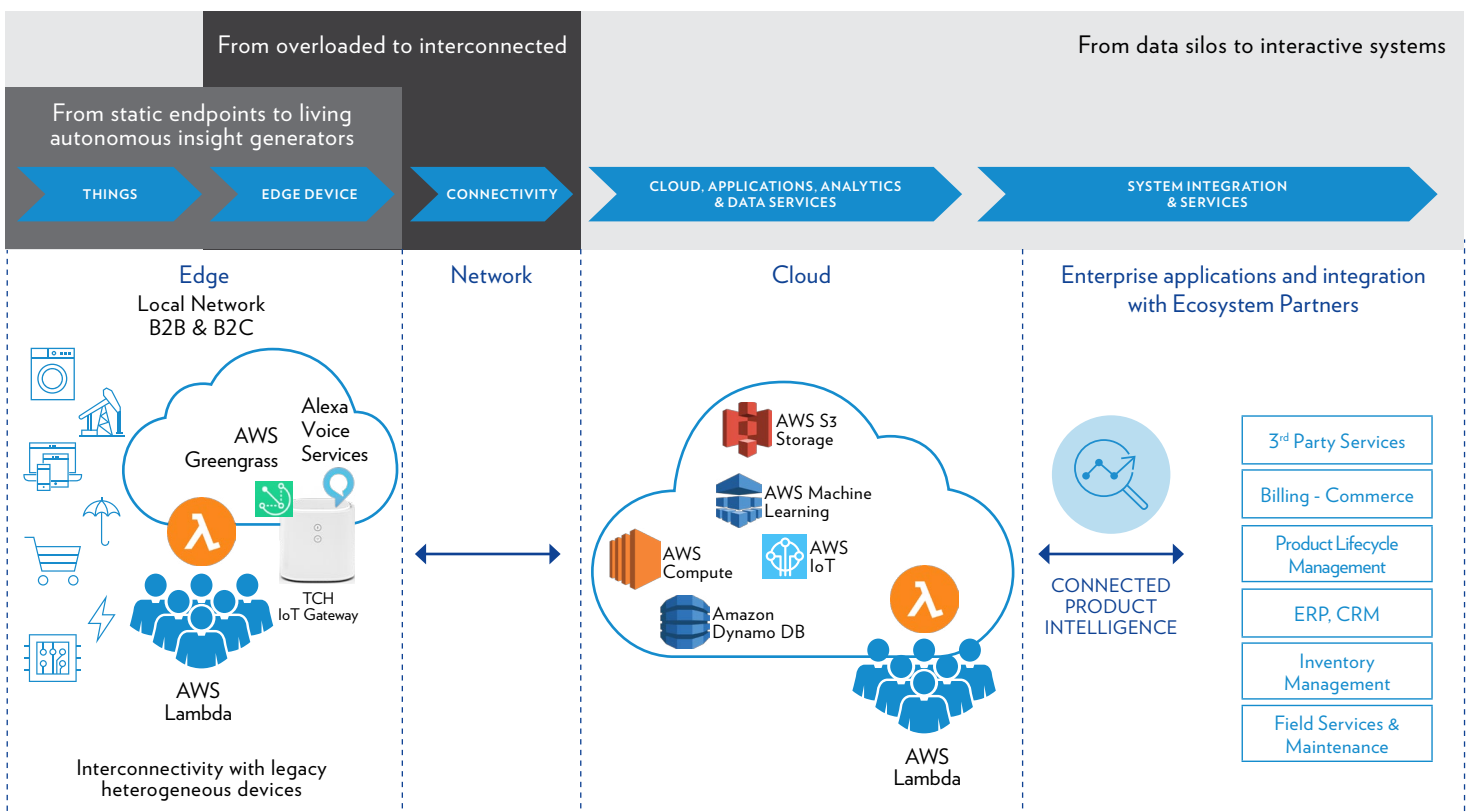 From overloaded to interconnected
From data silos to interactive systems
From static endpoints to living
autonomous insight generators
THINGS
EDGE DEVICE
CONNECTIVITY
CLOUD, APPLICATIONS, ANALYTICS
& DATA SERVICES
SYSTEM INTEGRATION
& SERVICES
Edge
Local Network
B2B & B2C
Network
Cloud
Enterprise applications and integration
with Ecosystem Partners
AWS
Greengrass
Alexa
Voice
Services
λ
TCH
IoT Gateway
AWS
Lambda
Interconnectivity with legacy
heterogeneous devices
AWS S3
Storage
AWS Machine
Learning
AWS
Compute
AWS
IoT
Amazon
Dynamo DB
λ
AWS
Lambda
CONNECTED
PRODUCT
INTELLIGENCE
3rd Party Services
Billing - Commerce
Product Lifecycle
Management
ERP, CRM
Inventory
Management
Field Services &
Maintenance